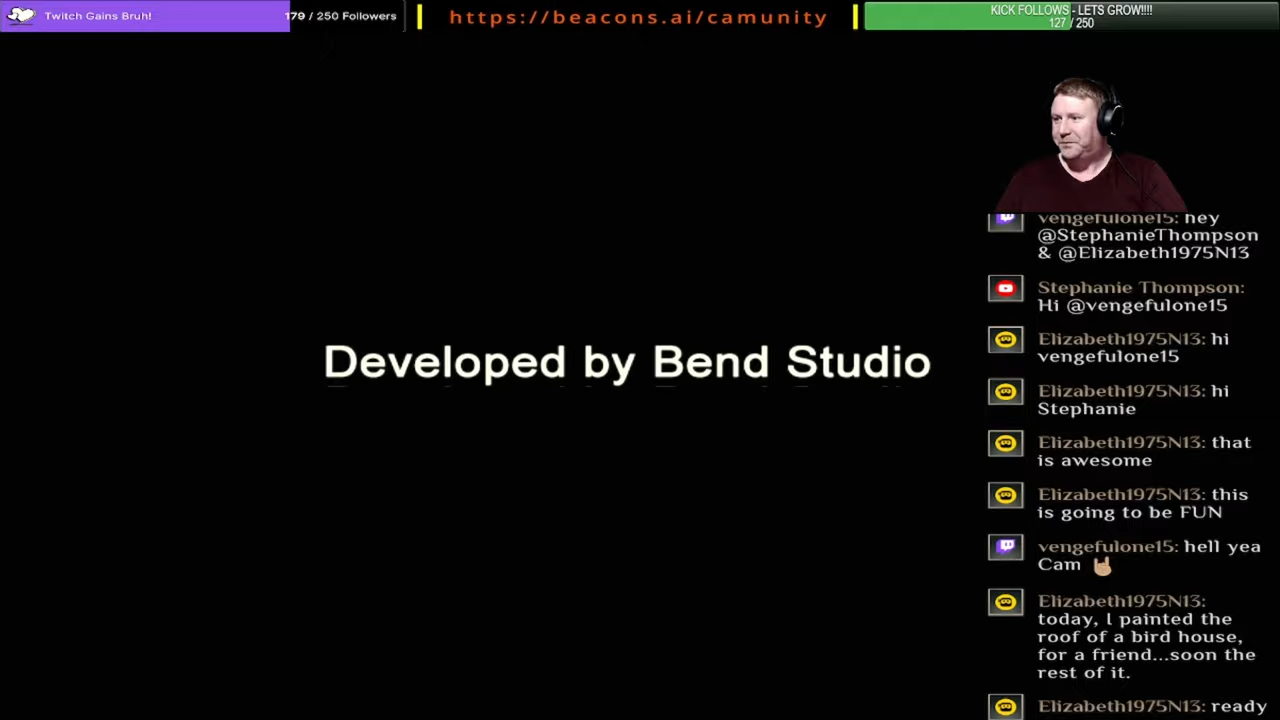 Twitch Gains Bruh!
179 / 250 Followers
https://beacons.ai/camunity
KICK FOLLOWS - LETS GROW!!!!
127 / 250
Developed by Bend Studio
vengefulone15: hey
@StephanieThompson
& @Elizabeth1975N13
Stephanie Thompson:
Hi @vengefulone15
Elizabeth1975N13: hi
vengefulone15
Elizabeth1975N13: hi
Stephanie
Elizabeth1975N13: that
is awesome
Elizabeth1975N13: this
is going to be FUN
vengefulone15: hell yea
Cam 🤘🏼
Elizabeth1975N13:
today, I painted the
roof of a bird house,
for a friend...soon the
rest of it.
Elizabeth1975N13: ready